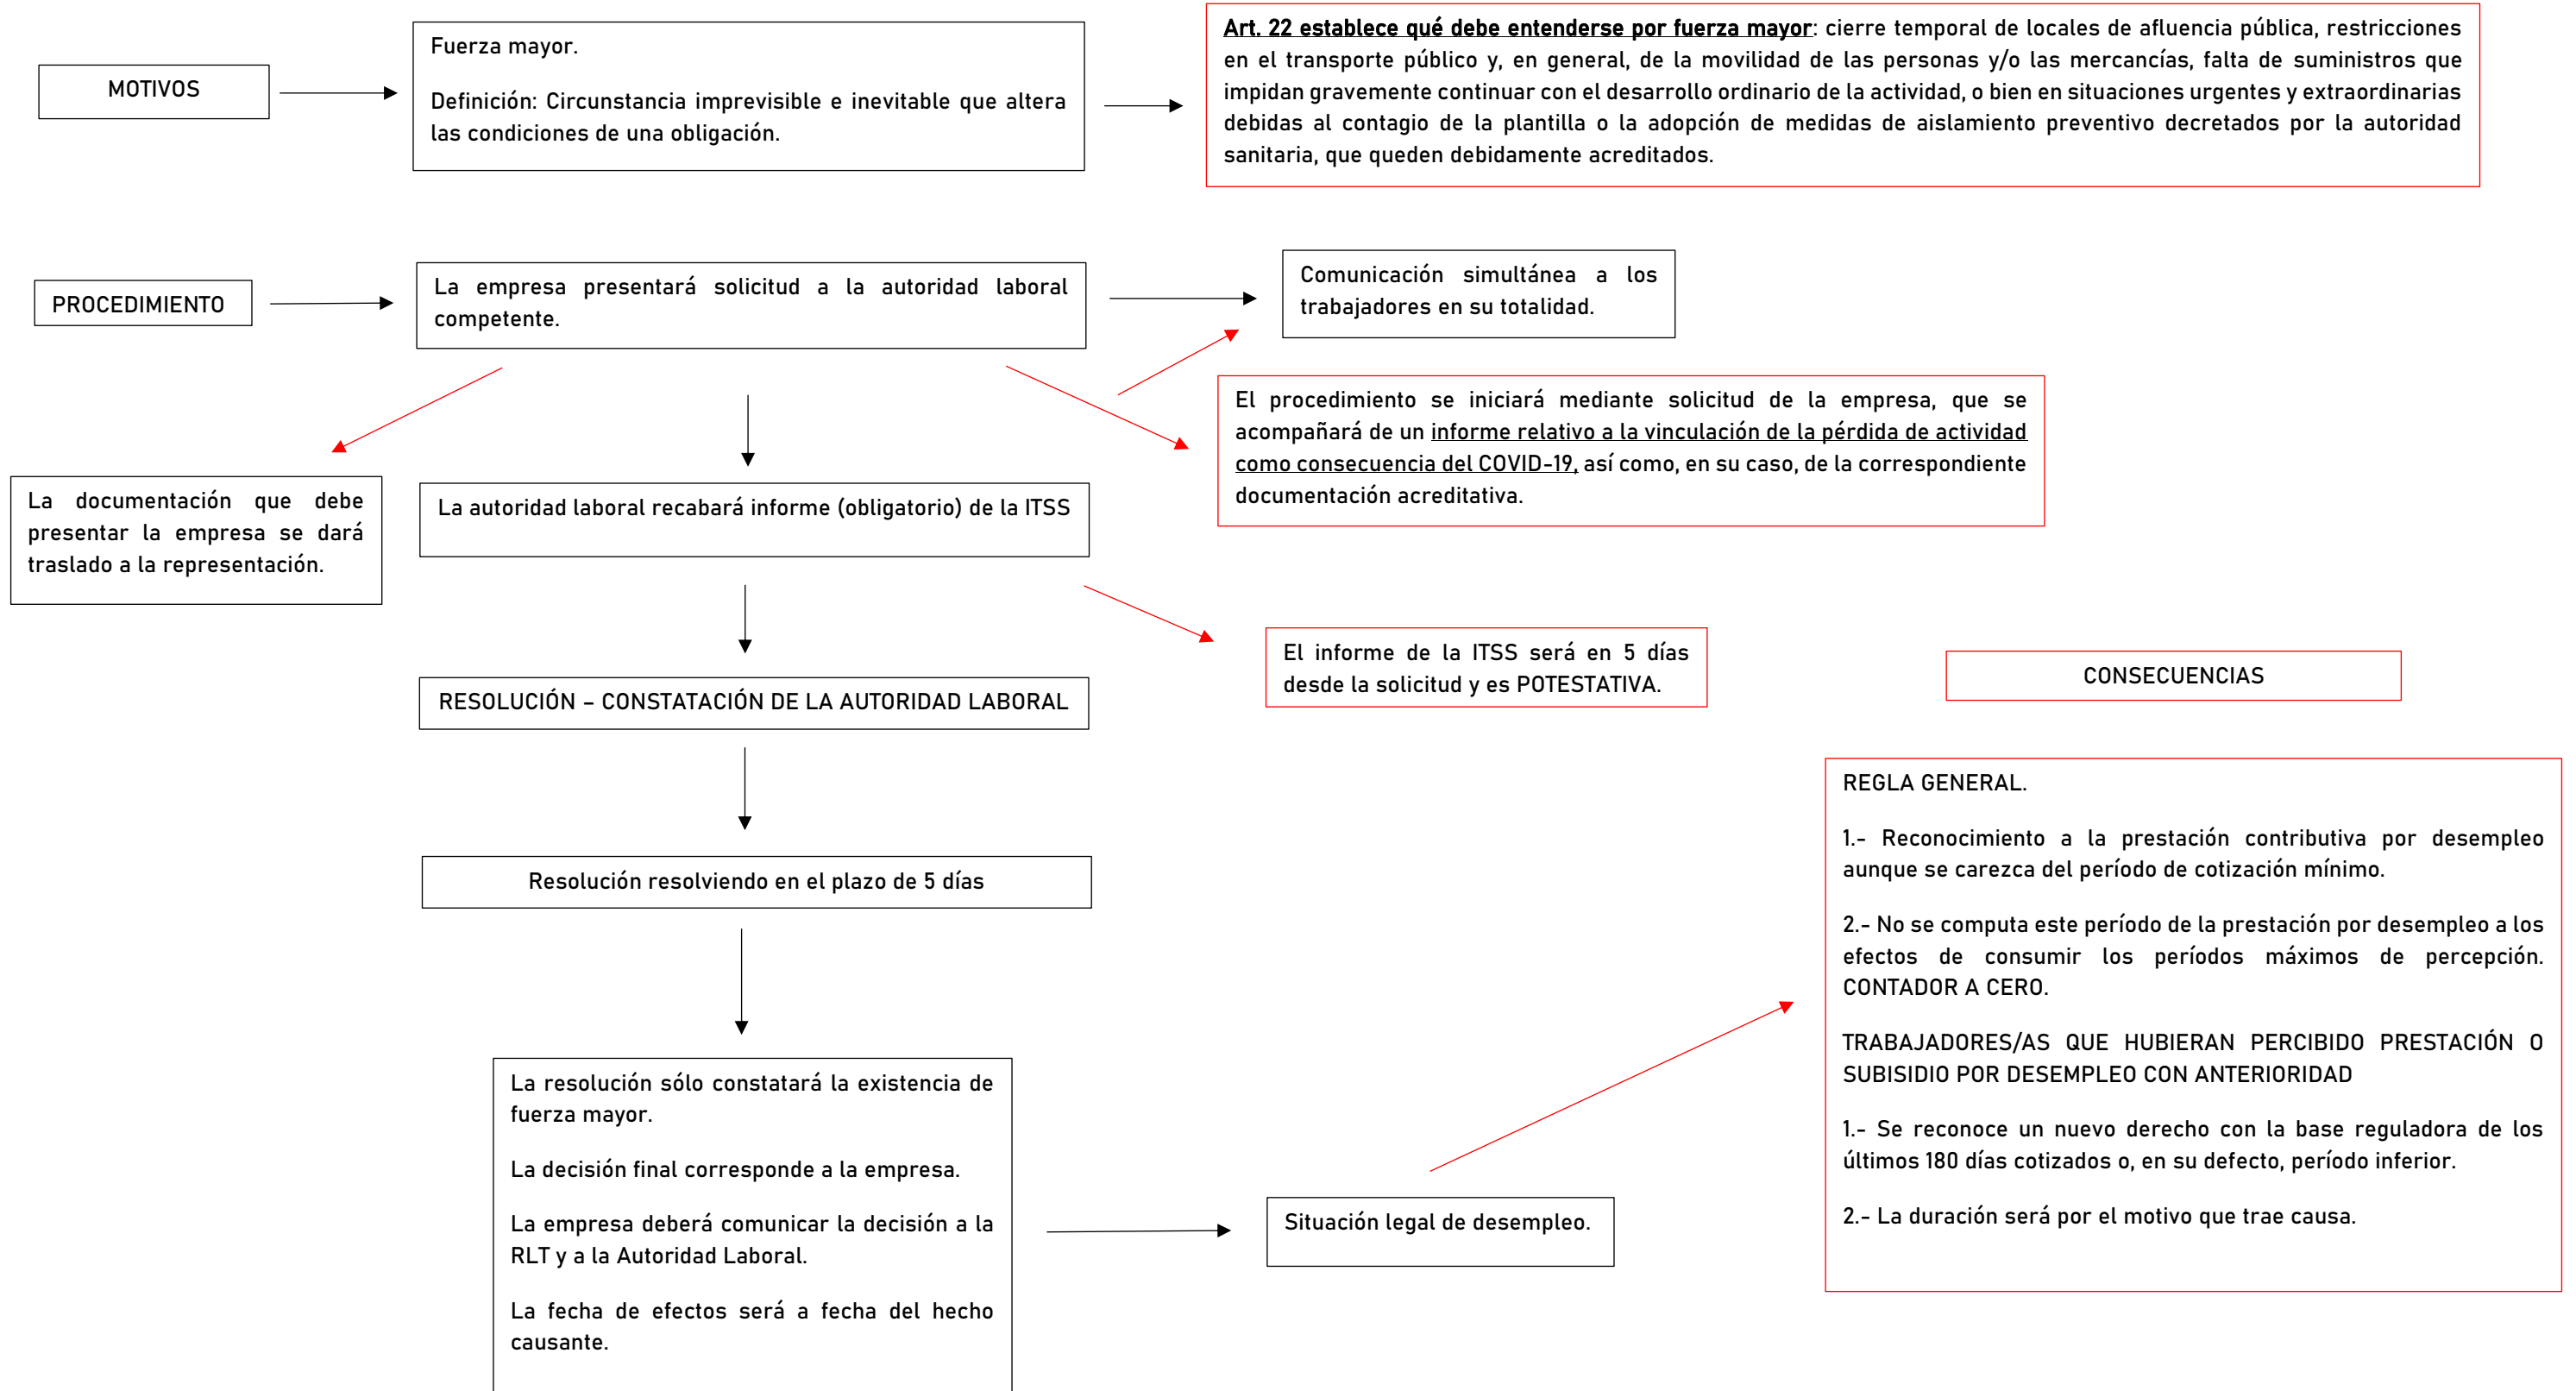 MOTIVOS
Fuerza mayor.
Definición: Circunstancia imprevisible e inevitable que altera
las condiciones de una obligación.
Art. 22 establece qué debe entenderse por fuerza mayor: cierre temporal de locales de afluencia pública, restricciones
en el transporte público y, en general, de la movilidad de las personas y/o las mercancías, falta de suministros que
impidan gravemente continuar con el desarrollo ordinario de la actividad, o bien en situaciones urgentes y extraordinarias
debidas al contagio de la plantilla o la adopción de medidas de aislamiento preventivo decretados por la autoridad
sanitaria, que queden debidamente acreditados.
PROCEDIMIENTO
La empresa presentará solicitud a la autoridad laboral
competente.
Comunicación simultánea a los
trabajadores en su totalidad.
El procedimiento se iniciará mediante solicitud de la empresa, que se
acompañará de un informe relativo a la vinculación de la pérdida de actividad
como consecuencia del COVID-19, así como, en su caso, de la correspondiente
documentación acreditativa.
La documentación que debe
presentar la empresa se dará
traslado a la representación.
La autoridad laboral recabará informe (obligatorio) de la ITSS
El informe de la ITSS será en 5 días
desde la solicitud y es POTESTATIVA.
RESOLUCIÓN – CONSTATACIÓN DE LA AUTORIDAD LABORAL
Resolución resolviendo en el plazo de 5 días
La resolución sólo constatará la existencia de
fuerza mayor.
La decisión final corresponde a la empresa.
La empresa deberá comunicar la decisión a la
RLT y a la Autoridad Laboral.
La fecha de efectos será a fecha del hecho
causante.
Situación legal de desempleo.
CONSECUENCIAS
REGLA GENERAL.
1.- Reconocimiento a la prestación contributiva por desempleo
aunque se carezca del período de cotización mínimo.
2.- No se computa este período de la prestación por desempleo a los
efectos de consumir los períodos máximos de percepción.
CONTADOR A CERO.
TRABAJADORES/AS QUE HUBIERAN PERCIBIDO PRESTACIÓN O
SUBISIDIO POR DESEMPLEO CON ANTERIORIDAD
1.- Se reconoce un nuevo derecho con la base reguladora de los
últimos 180 días cotizados o, en su defecto, período inferior.
2.- La duración será por el motivo que trae causa.